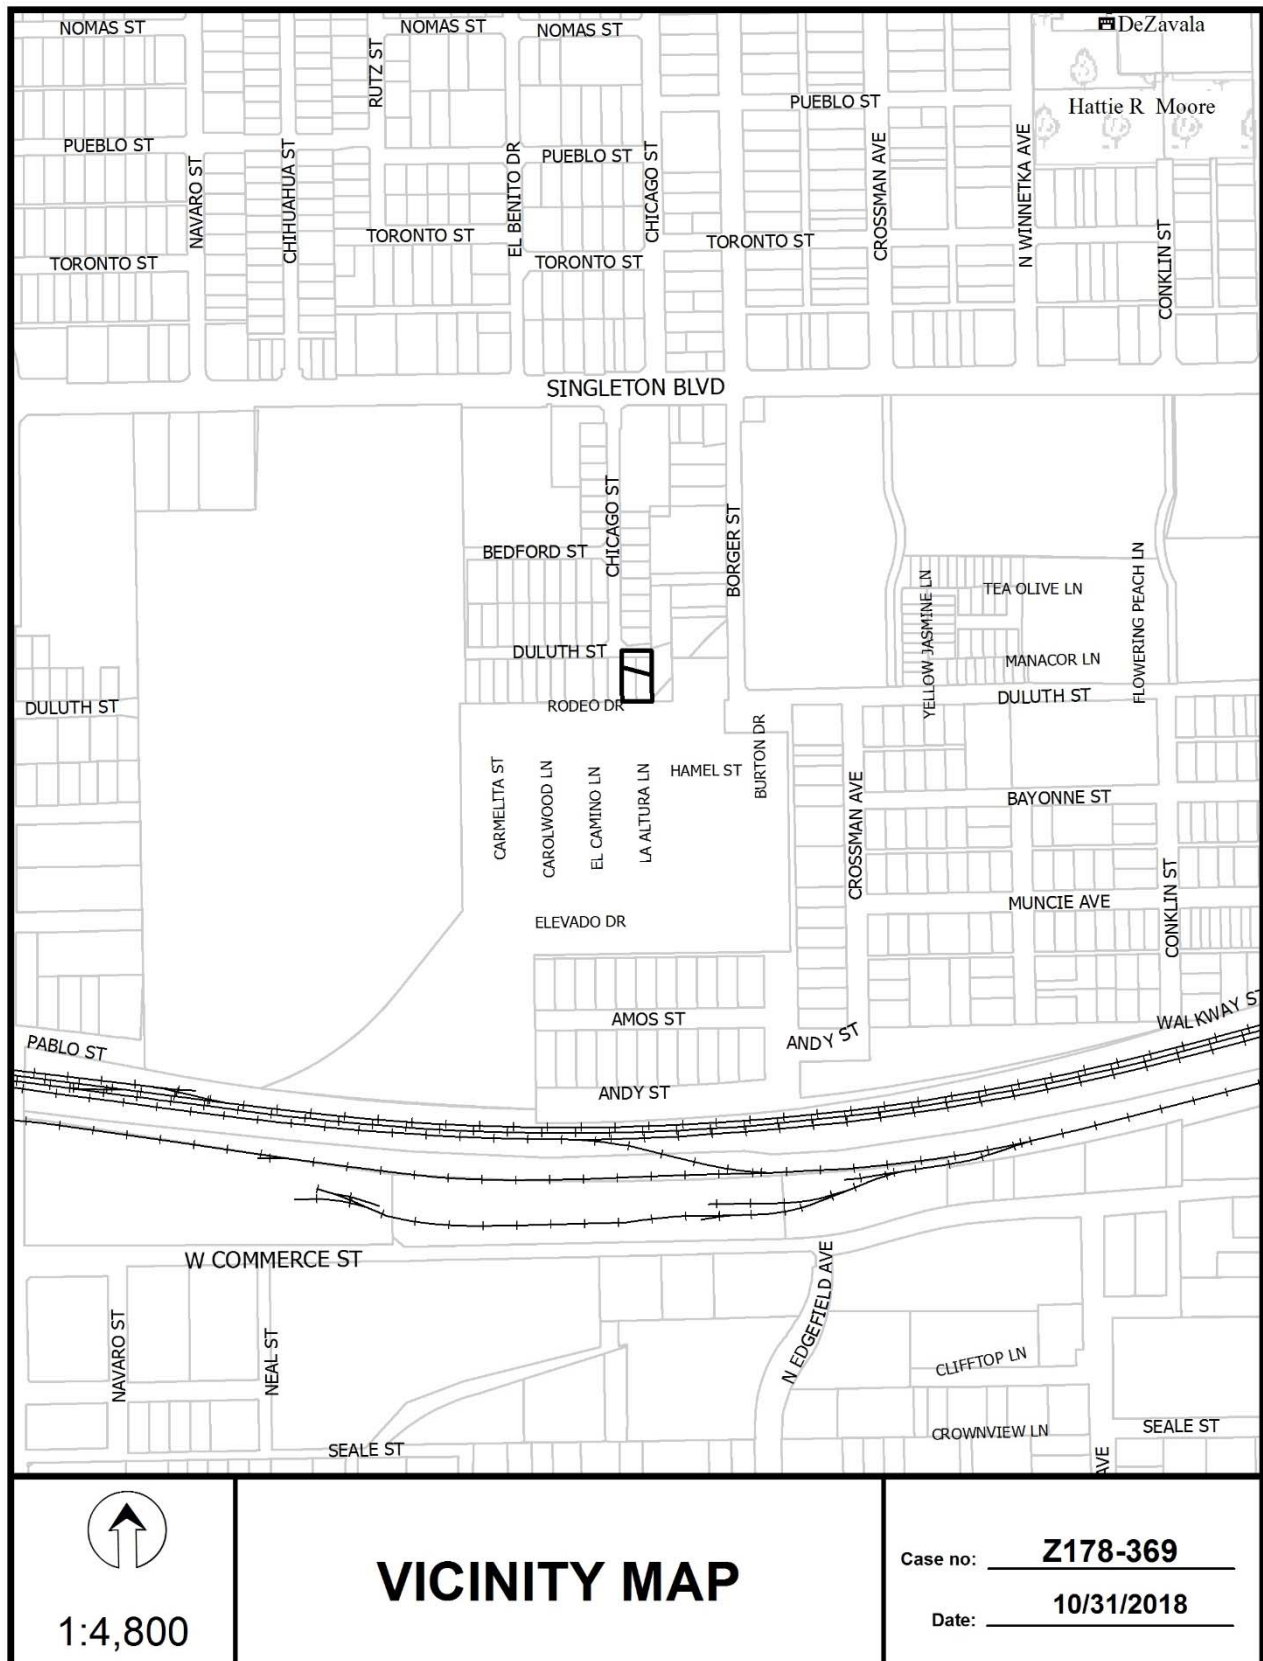 NOMAS ST
NOMAS ST
NOMAS ST
DeZavala
RUTZ ST
PUEBLO ST
Hattie R Moore
PUEBLO ST
PUEBLO ST
NAVARO ST
CHIHUAHUA ST
EL BENITO DR
CHICAGO ST
CROSSMAN AVE
N WINNETKA AVE
TORONTO ST
TORONTO ST
TORONTO ST
TORONTO ST
CONKLIN ST
SINGLETON BLVD
CHICAGO ST
BORGER ST
BEDFORD ST
YELLOW JASMINE LN
TEA OLIVE LN
FLOWERING PEACH LN
DULUTH ST
MANACOR LN
DULUTH ST
RODEO DR
DULUTH ST
CARMELITA ST
CAROLWOOD LN
EL CAMINO LN
LA ALTURA LN
HAMEL ST
BURTON DR
CROSSMAN AVE
BAYONNE ST
MUNCIE AVE
CONKLIN ST
ELEVADO DR
AMOS ST
ANDY ST
WALKWAY ST
PABLO ST
ANDY ST
W COMMERCE ST
N EDGEFIELD AVE
NAVARO ST
NEAL ST
CLIFFTOP LN
CROWNVIEW LN
SEALE ST
SEALE ST
AVE
1:4,800
VICINITY MAP
Case no: Z178-369
Date: 10/31/2018